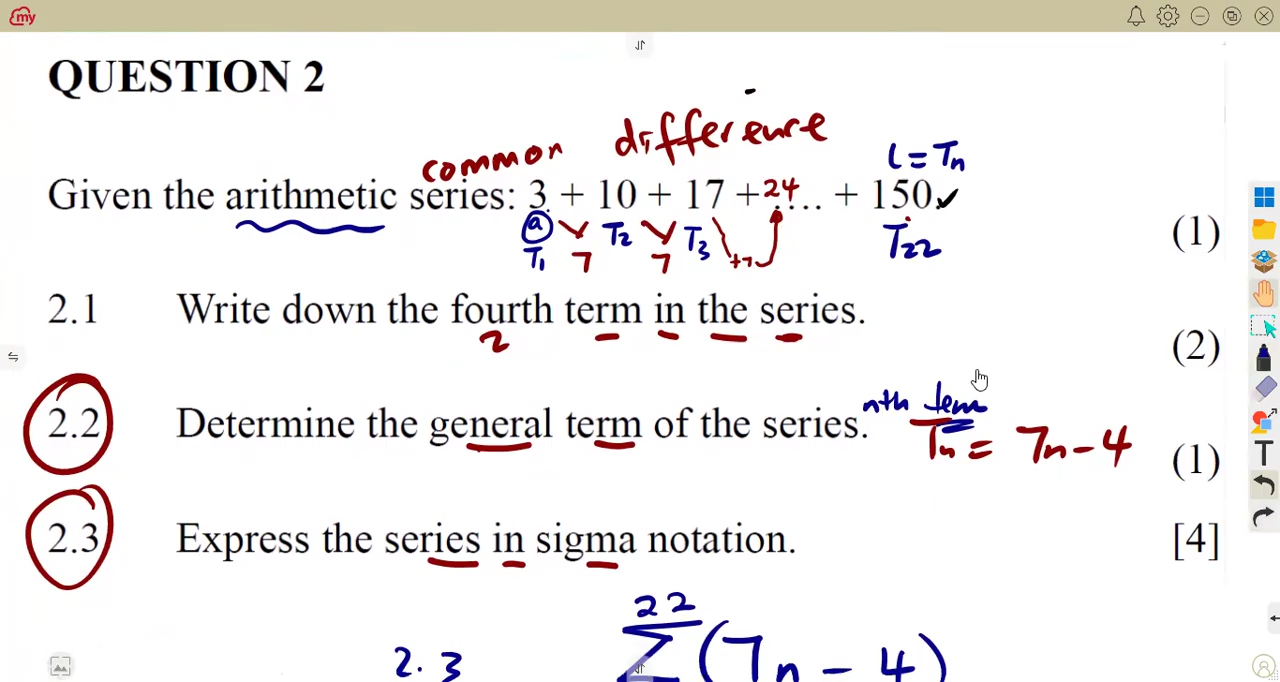 my
QUESTION 2
common difference
l = Tn
Given the arithmetic series: 3 + 10 + 17 + 24 .... + 150 ✓
(1)
a T2 T3 T22
T1 7 7 +7
2.1 Write down the fourth term in the series.
2
(2)
nth term
2.2 Determine the general term of the series.
Tn = 7n - 4
(1)
2.3 Express the series in sigma notation. [4]
22
2.3 Σ (7n - 4)
T